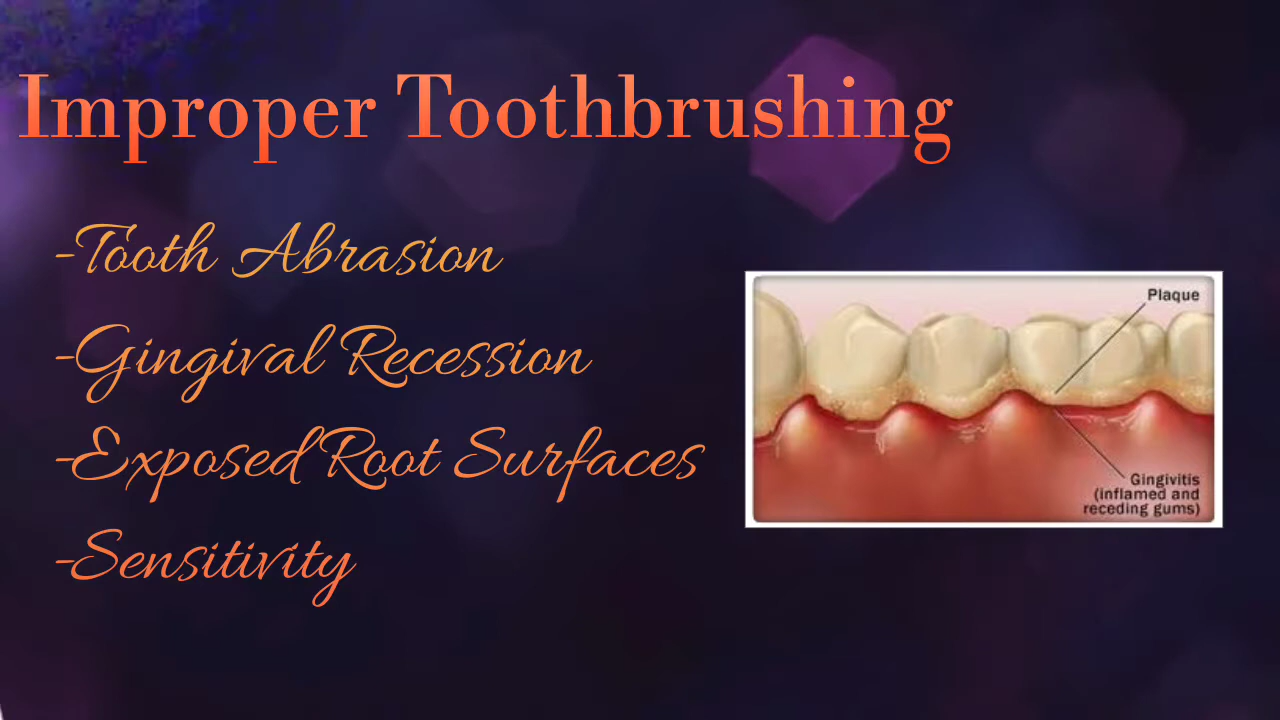 Improper Toothbrushing
-Tooth Abrasion
-Gingival Recession
-Exposed Root Surfaces
-Sensitivity
Plaque
Gingivitis
(inflamed and
receding gums)